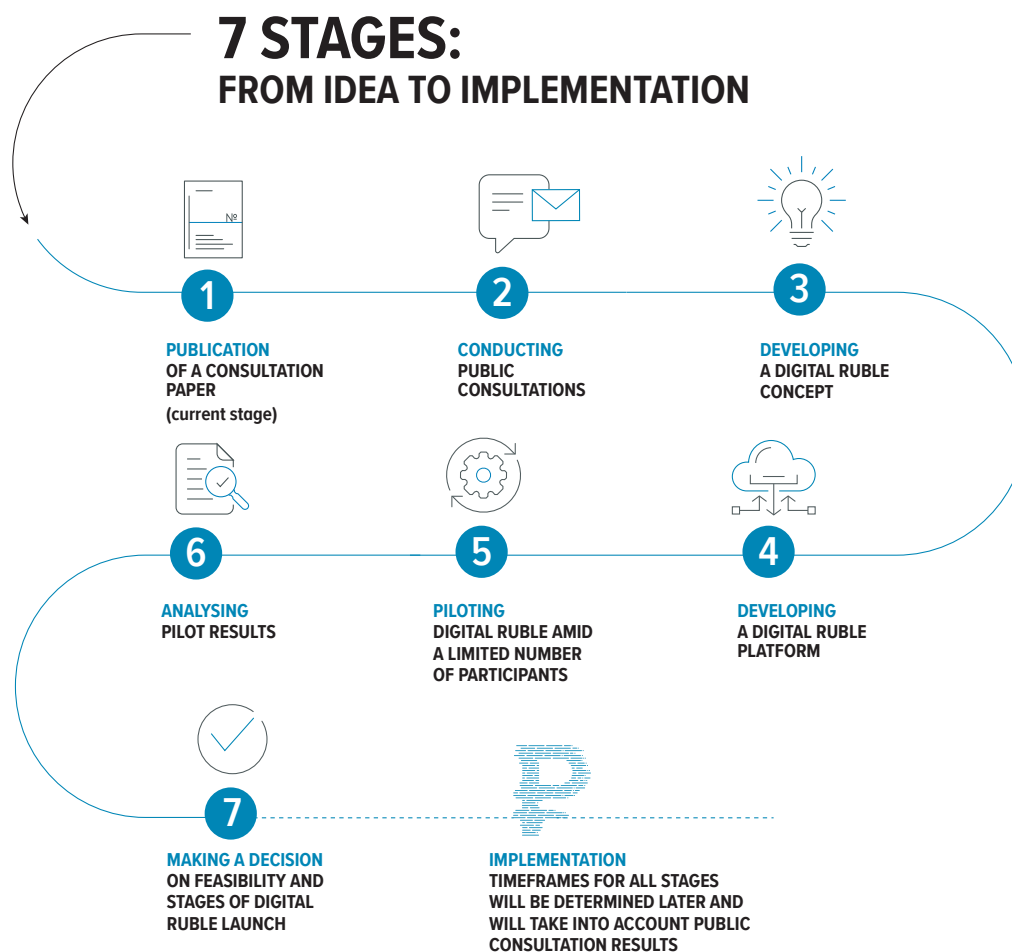 7 STAGES:
FROM IDEA TO IMPLEMENTATION
№
1
PUBLICATION
OF A CONSULTATION
PAPER
(current stage)
2
CONDUCTING
PUBLIC
CONSULTATIONS
3
DEVELOPING
A DIGITAL RUBLE
CONCEPT
4
DEVELOPING
A DIGITAL RUBLE
PLATFORM
5
PILOTING
DIGITAL RUBLE AMID
A LIMITED NUMBER
OF PARTICIPANTS
6
ANALYSING
PILOT RESULTS
7
MAKING A DECISION
ON FEASIBILITY AND
STAGES OF DIGITAL
RUBLE LAUNCH
IMPLEMENTATION
TIMEFRAMES FOR ALL STAGES
WILL BE DETERMINED LATER AND
WILL TAKE INTO ACCOUNT PUBLIC
CONSULTATION RESULTS